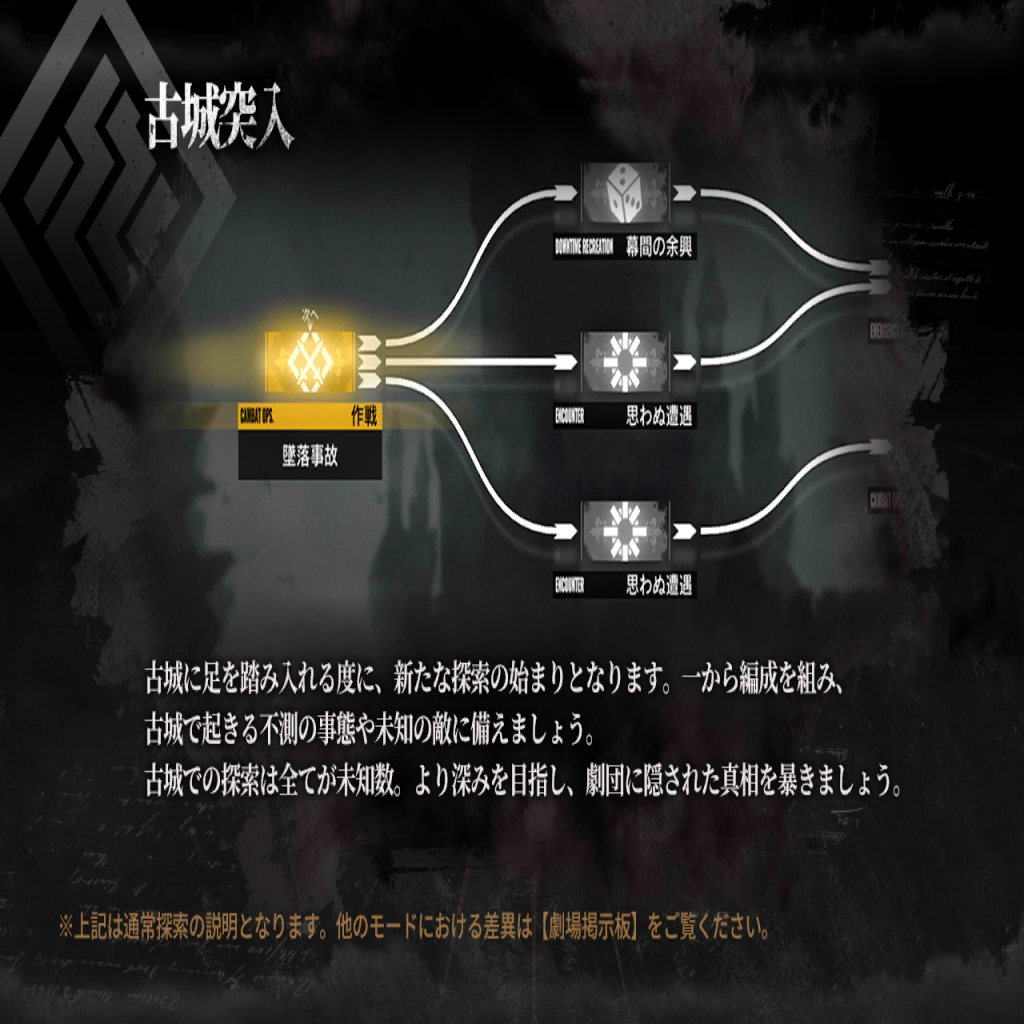 古城突入
DOWNTIME RECREATION 幕間の余興
次へ
EMERGENCY
CAMBAT OPS. 作戦
ENCOUNTER 思わぬ遭遇
墜落事故
CAMBAT OPS
ENCOUNTER 思わぬ遭遇
古城に足を踏み入れる度に、新たな探索の始まりとなります。一から編成を組み、
古城で起きる不測の事態や未知の敵に備えましょう。
古城での探索は全てが未知数。より深みを目指し、劇団に隠された真相を暴きましょう。
※上記は通常探索の説明となります。他のモードにおける差異は【劇場掲示板】をご覧ください。